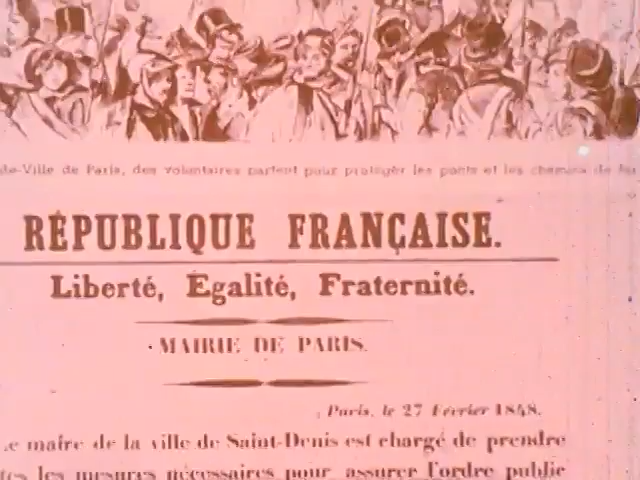 de-Ville de Paris, des volontaires partent pour protéger les ponts et les chemins de fer
RÉPUBLIQUE FRANÇAISE.
Liberté, Egalité, Fraternité.
MAIRIE DE PARIS.
Paris, le 27 Février 1848.
e maire de la ville de Saint-Denis est chargé de prendre
tes les mesures nécessaires pour assurer l'ordre public